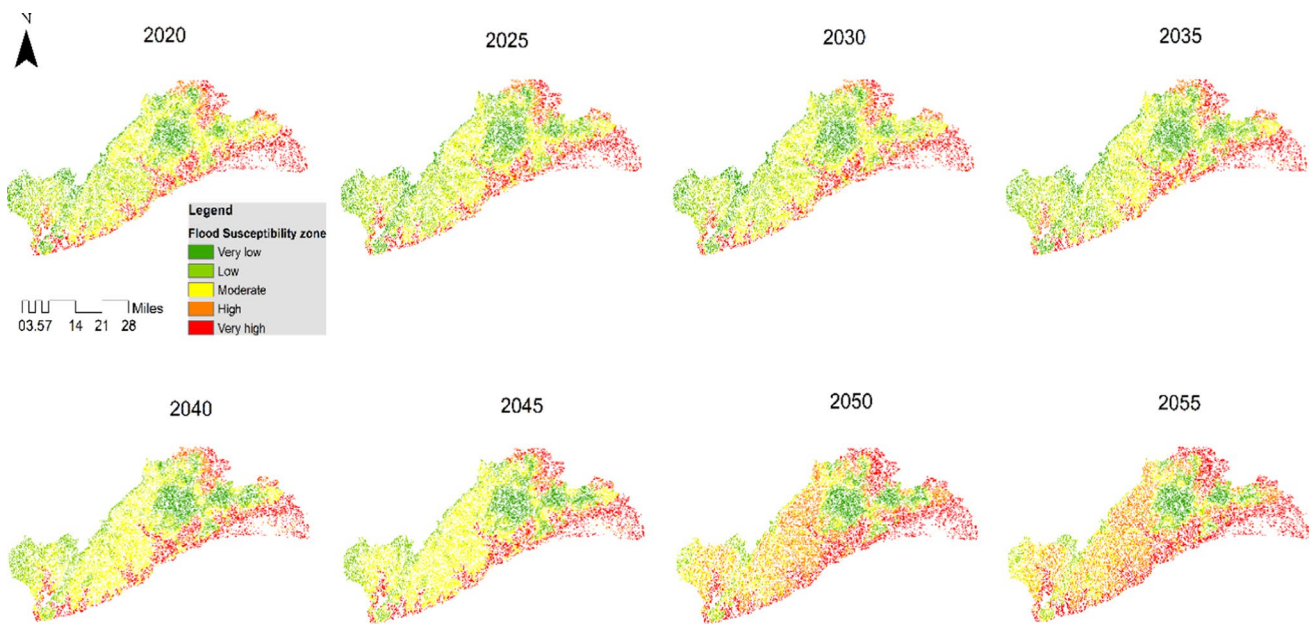 N
2020
2025
2030
2035
Legend
Flood Susceptibility zone
Very low
Low
Moderate
High
Very high
Miles
03.57 14 21 28
2040
2045
2050
2055